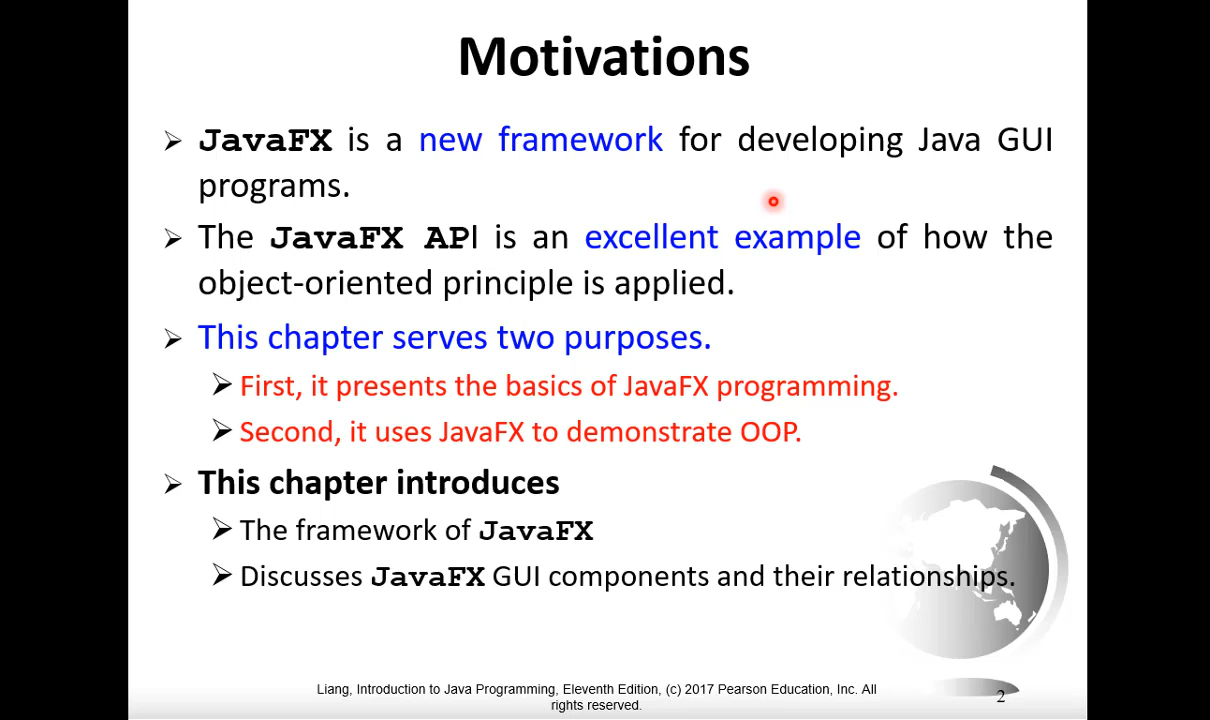 Motivations
➢ JavaFX is a new framework for developing Java GUI
programs.
➢ The JavaFX API is an excellent example of how the
object-oriented principle is applied.
➢ This chapter serves two purposes.
➢ First, it presents the basics of JavaFX programming.
➢ Second, it uses JavaFX to demonstrate OOP.
➢ This chapter introduces
➢ The framework of JavaFX
➢ Discusses JavaFX GUI components and their relationships.
Liang, Introduction to Java Programming, Eleventh Edition, (c) 2017 Pearson Education, Inc. All
rights reserved.
2